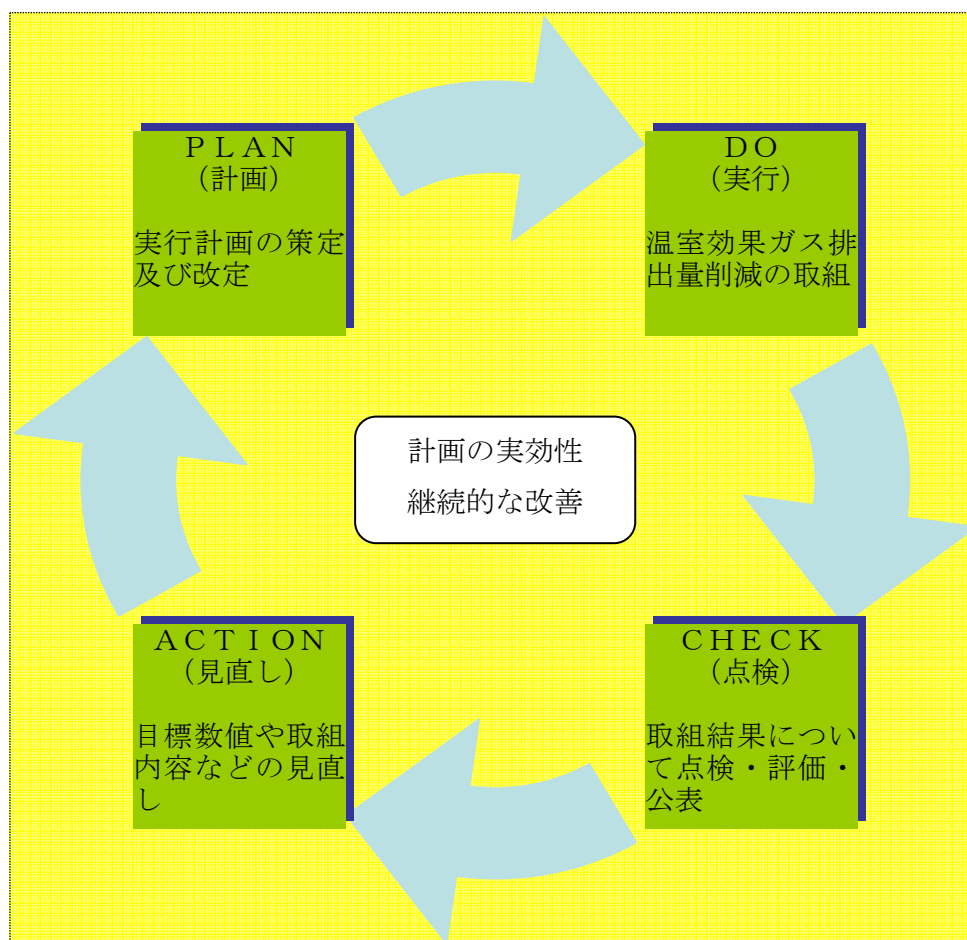 ＰＬＡＮ
（計画）
実行計画の策定
及び改定
ＤＯ
（実行）
温室効果ガス排
出量削減の取組
計画の実効性
継続的な改善
ＡＣＴＩＯＮ
（見直し）
目標数値や取組
内容などの見直
し
ＣＨＥＣＫ
（点検）
取組結果につい
て点検・評価・
公表